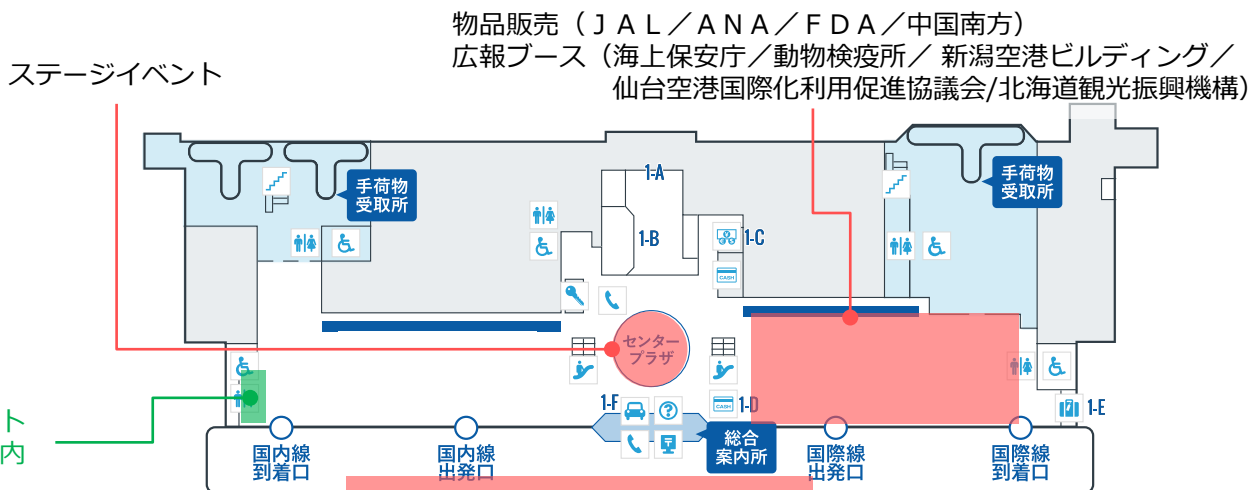 物品販売（ＪＡＬ／ＡＮＡ／ＦＤＡ／中国南方）
広報ブース（海上保安庁／動物検疫所／ 新潟空港ビルディング／
仙台空港国際化利用促進協議会/北海道観光振興機構）
ステージイベント
手荷物
受取所
1-A
手荷物
受取所
1-B
1-C
CASH
センター
プラザ
1-F
CASH
1-D
1-E
ト
内
国内線
到着口
国内線
出発口
総合
案内所
国際線
出発口
国際線
到着口